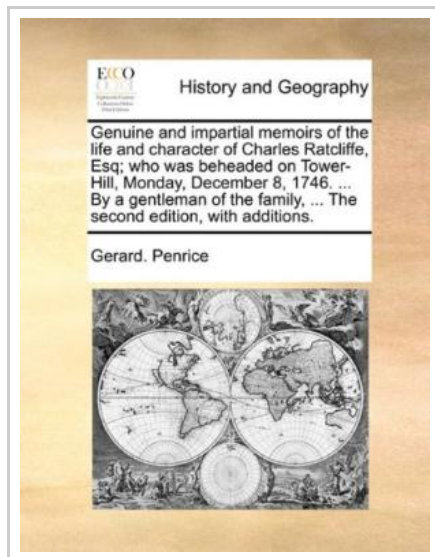 ECCO
History and Geography
Genuine and impartial memoirs of the
life and character of Charles Ratcliffe,
Esq; who was beheaded on Tower-
Hill, Monday, December 8, 1746. ...
By a gentleman of the family, ... The
second edition, with additions.
Gerard. Penrice